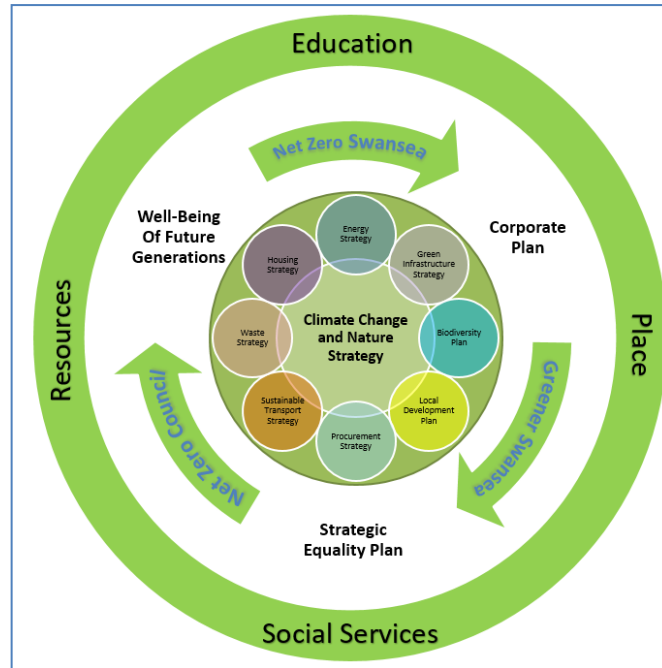 Education
Net Zero Swansea
Well-Being
Of Future
Generations
Corporate
Plan
Energy
Strategy
Housing
Strategy
Green
Infrastructure
Strategy
Resources
Waste
Strategy
Climate Change
and Nature
Strategy
Biodiversity
Plan
Place
Sustainable
Transport
Strategy
Local
Development
Plan
Procurement
Strategy
Net Zero Council
Greener Swansea
Strategic
Equality Plan
Social Services